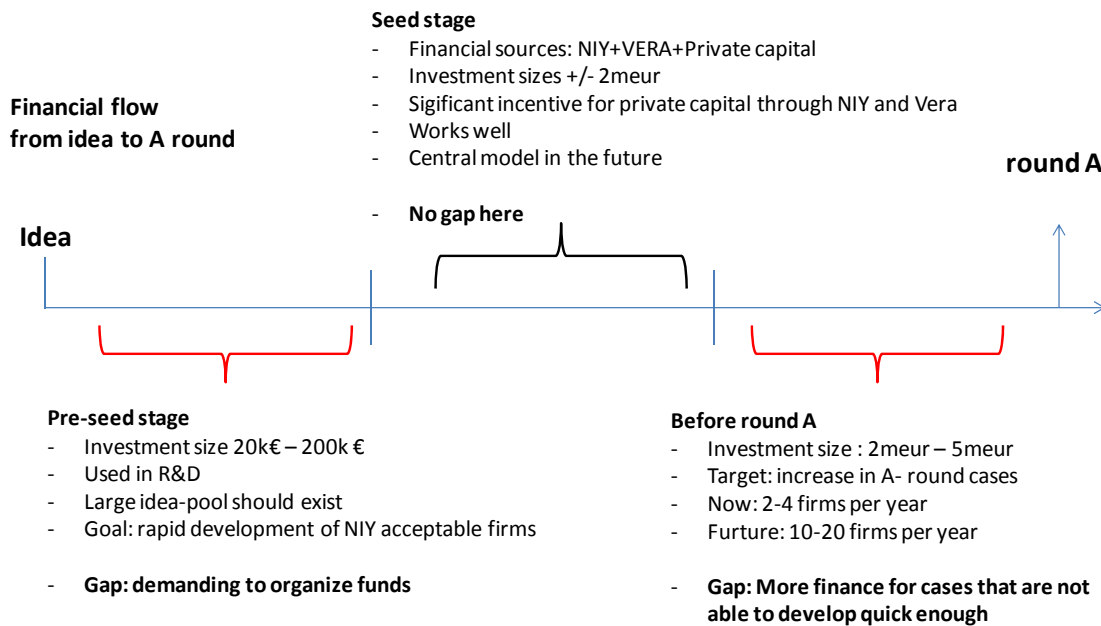 Financial flow
from idea to A round
Seed stage
- Financial sources: NIY+VERA+Private capital
- Investment sizes +/- 2meur
- Sigificant incentive for private capital through NIY and Vera
- Works well
- Central model in the future
- No gap here
round A
Idea
Pre-seed stage
- Investment size 20k€ – 200k €
- Used in R&D
- Large idea-pool should exist
- Goal: rapid development of NIY acceptable firms
- Gap: demanding to organize funds
Before round A
- Investment size : 2meur – 5meur
- Target: increase in A- round cases
- Now: 2-4 firms per year
- Furture: 10-20 firms per year
- Gap: More finance for cases that are not
able to develop quick enough